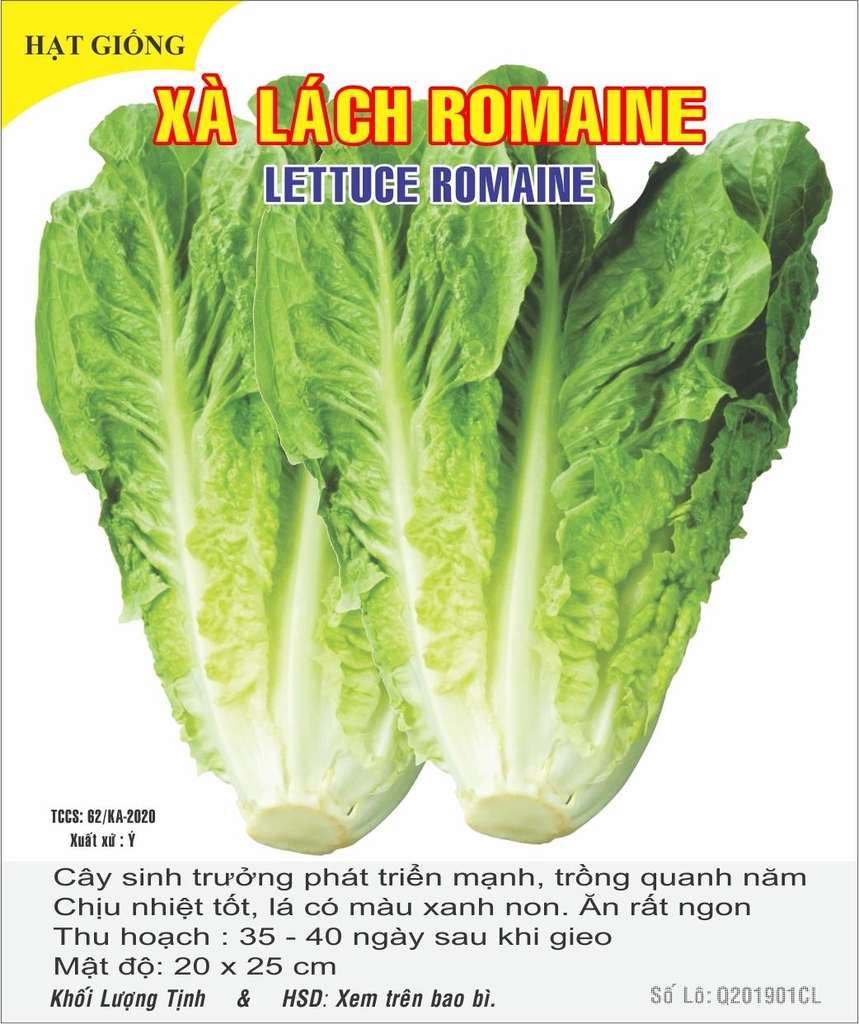 HẠT GIỐNG
XÀ LÁCH ROMAINE
LETTUCE ROMAINE
TCCS: 62/KA-2020
Xuất xứ : Ý
Cây sinh trưởng phát triển mạnh, trồng quanh năm
Chịu nhiệt tốt, lá có màu xanh non. Ăn rất ngon
Thu hoạch : 35 - 40 ngày sau khi gieo
Mật độ: 20 x 25 cm
Khối Lượng Tịnh & HSD: Xem trên bao bì.
Số Lô: Q201901CL